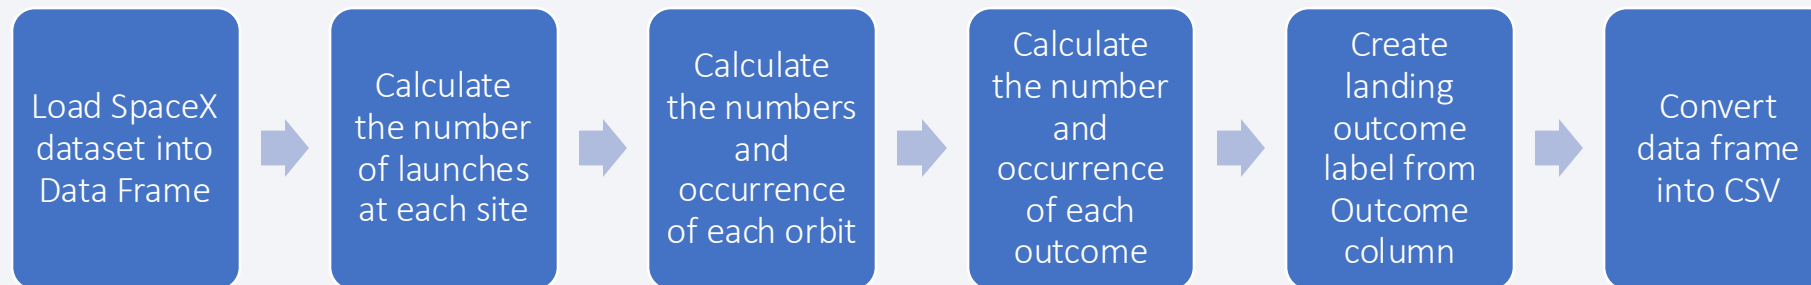 Load SpaceX
dataset into
Data Frame
Calculate
the number
of launches
at each site
Calculate
the numbers
and
occurrence
of each orbit
Calculate
the number
and
occurrence
of each
outcome
Create
landing
outcome
label from
Outcome
column
Convert
data frame
into CSV